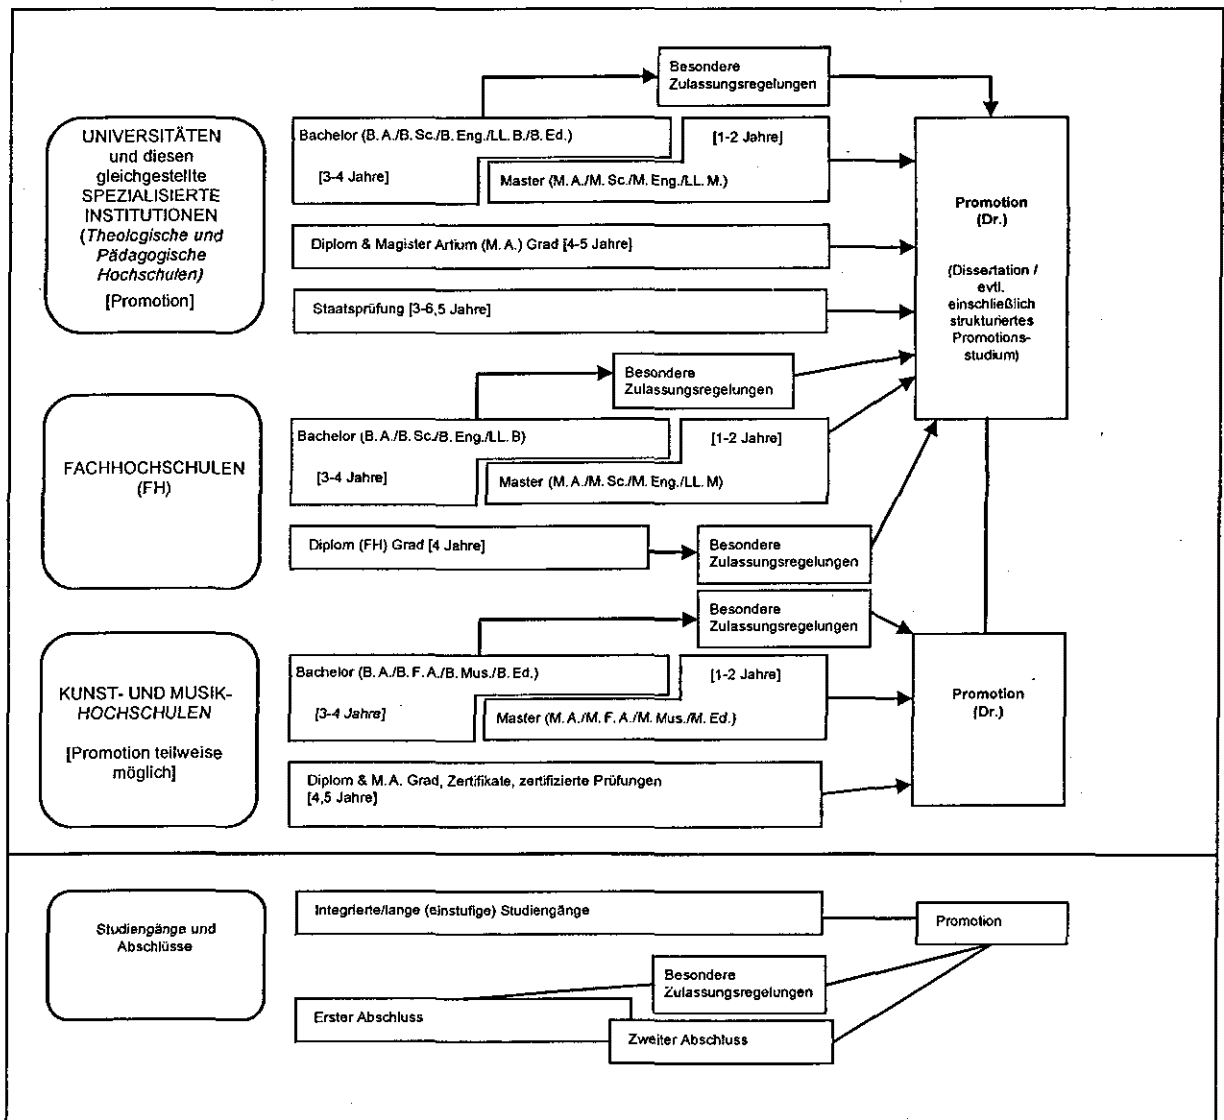 Besondere
Zulassungsregelungen
UNIVERSITÄTEN
und diesen
gleichgestellte
SPEZIALISIERTE
INSTITUTIONEN
(Theologische und
Pädagogische
Hochschulen)
[Promotion]
Bachelor (B. A./B. Sc./B. Eng./LL. B./B. Ed.)
[3-4 Jahre]
[1-2 Jahre]
Master (M. A./M. Sc./M. Eng./LL. M.)
Diplom & Magister Artium (M. A.) Grad [4-5 Jahre]
Staatsprüfung [3-6,5 Jahre]
Promotion
(Dr.)
(Dissertation /
evtl.
einschließlich
strukturiertes
Promotions-
studium)
FACHHOCHSCHULEN
(FH)
Besondere
Zulassungsregelungen
Bachelor (B. A./B. Sc./B. Eng./LL. B)
[3-4 Jahre]
[1-2 Jahre]
Master (M. A./M. Sc./M. Eng./LL. M)
Diplom (FH) Grad [4 Jahre]
Besondere
Zulassungsregelungen
KUNST- UND MUSIK-
HOCHSCHULEN
[Promotion teilweise
möglich]
Besondere
Zulassungsregelungen
Bachelor (B. A./B. F. A./B. Mus./B. Ed.)
[3-4 Jahre]
[1-2 Jahre]
Master (M. A./M. F. A./M. Mus./M. Ed.)
Diplom & M. A. Grad, Zertifikate, zertifizierte Prüfungen
[4,5 Jahre]
Promotion
(Dr.)
Studiengänge und
Abschlüsse
Integrierte/lange (einstufige) Studiengänge
Promotion
Besondere
Zulassungsregelungen
Erster Abschluss
Zweiter Abschluss